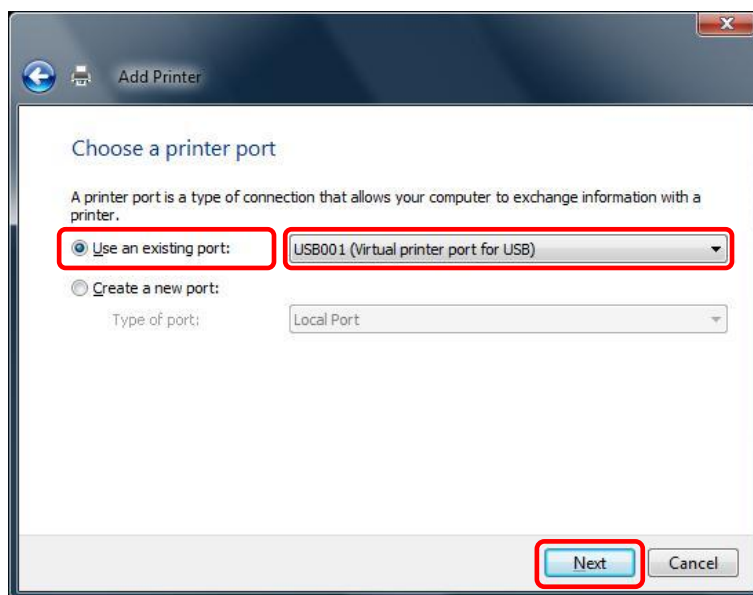 Add Printer
Choose a printer port
A printer port is a type of connection that allows your computer to exchange information with a
printer.
Use an existing port: USB001 (Virtual printer port for USB)
Create a new port:
Type of port: Local Port
Next Cancel